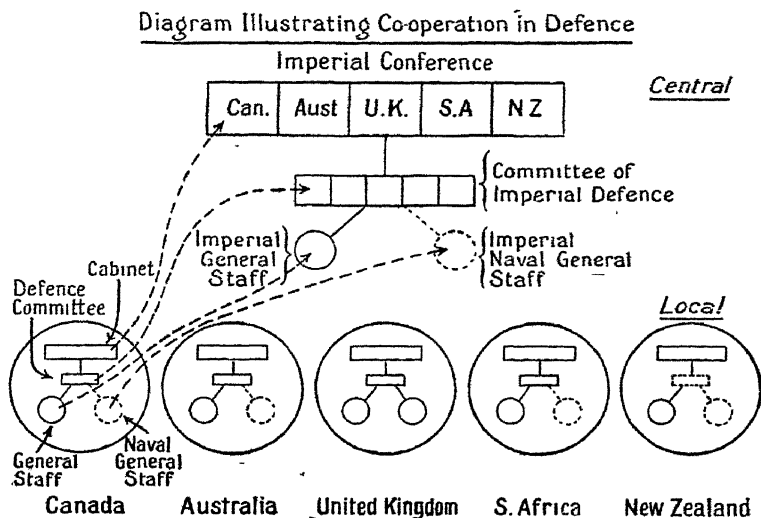 Diagram Illustrating Co-operation in Defence
Imperial Conference
Central
Can. Aust U.K. S.A N Z
Committee of
Imperial Defence
Imperial
General
Staff
Imperial
Naval General
Staff
Cabinet
Defence
Committee
Local
General
Staff
Naval
General
Staff
Canada Australia United Kingdom S. Africa New Zealand